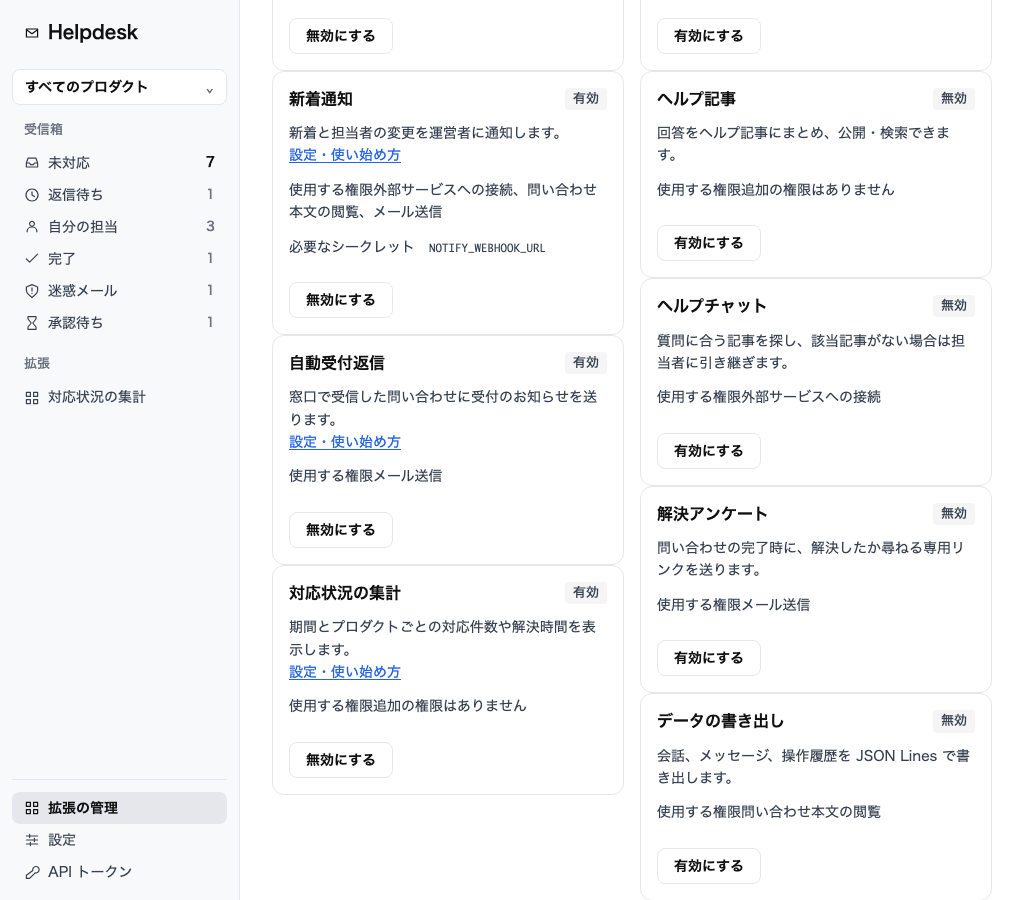 Helpdesk
すべてのプロダクト
受信箱
未対応 7
返信待ち 1
自分の担当 3
完了 1
迷惑メール 1
承認待ち 1
拡張
対応状況の集計
拡張の管理
設定
API トークン
無効にする
新着通知 有効
新着と担当者の変更を運営者に通知します。
設定・使い始め方
使用する権限外部サービスへの接続、問い合わせ
本文の閲覧、メール送信
必要なシークレット NOTIFY_WEBHOOK_URL
無効にする
自動受付返信 有効
窓口で受信した問い合わせに受付のお知らせを送
ります。
設定・使い始め方
使用する権限メール送信
無効にする
対応状況の集計 有効
期間とプロダクトごとの対応件数や解決時間を表
示します。
設定・使い始め方
使用する権限追加の権限はありません
無効にする
有効にする
ヘルプ記事 無効
回答をヘルプ記事にまとめ、公開・検索できま
す。
使用する権限追加の権限はありません
有効にする
ヘルプチャット 無効
質問に合う記事を探し、該当記事がない場合は担
当者に引き継ぎます。
使用する権限外部サービスへの接続
有効にする
解決アンケート 無効
問い合わせの完了時に、解決したか尋ねる専用リ
ンクを送ります。
使用する権限メール送信
有効にする
データの書き出し 無効
会話、メッセージ、操作履歴を JSON Lines で書
き出します。
使用する権限問い合わせ本文の閲覧
有効にする